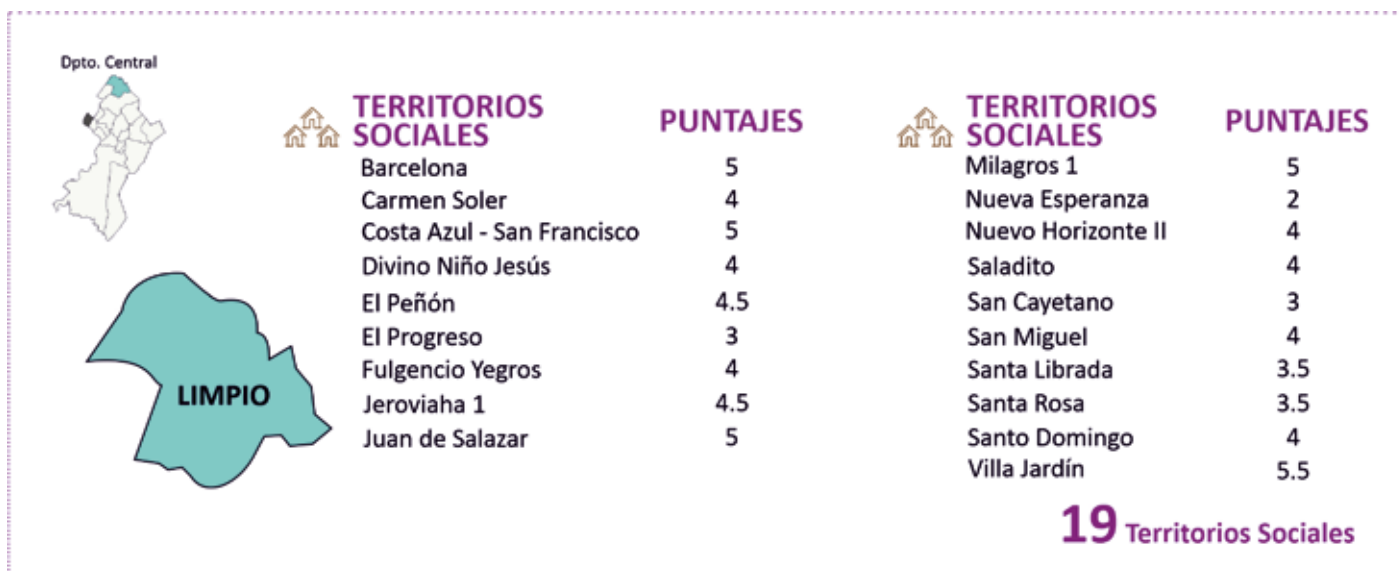 Dpto. Central
LIMPIO
TERRITORIOS SOCIALES PUNTAJES
Barcelona 5
Carmen Soler 4
Costa Azul - San Francisco 5
Divino Niño Jesús 4
El Peñón 4.5
El Progreso 3
Fulgencio Yegros 4
Jeroviaha 1 4.5
Juan de Salazar 5
TERRITORIOS SOCIALES PUNTAJES
Milagros 1 5
Nueva Esperanza 2
Nuevo Horizonte II 4
Saladito 4
San Cayetano 3
San Miguel 4
Santa Librada 3.5
Santa Rosa 3.5
Santo Domingo 4
Villa Jardín 5.5
19 Territorios Sociales